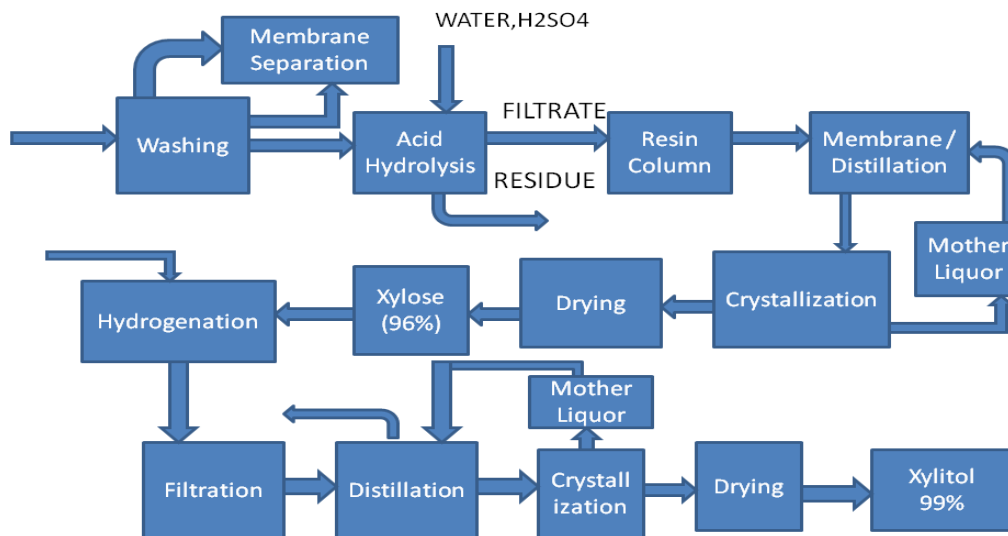 WATER,H2SO4
Membrane
Separation
Washing
Acid
Hydrolysis
FILTRATE
RESIDUE
Resin
Column
Membrane /
Distillation
Mother
Liquor
Crystallization
Drying
Xylose
(96%)
Hydrogenation
Filtration
Distillation
Mother
Liquor
Crystall
ization
Drying
Xylitol
99%